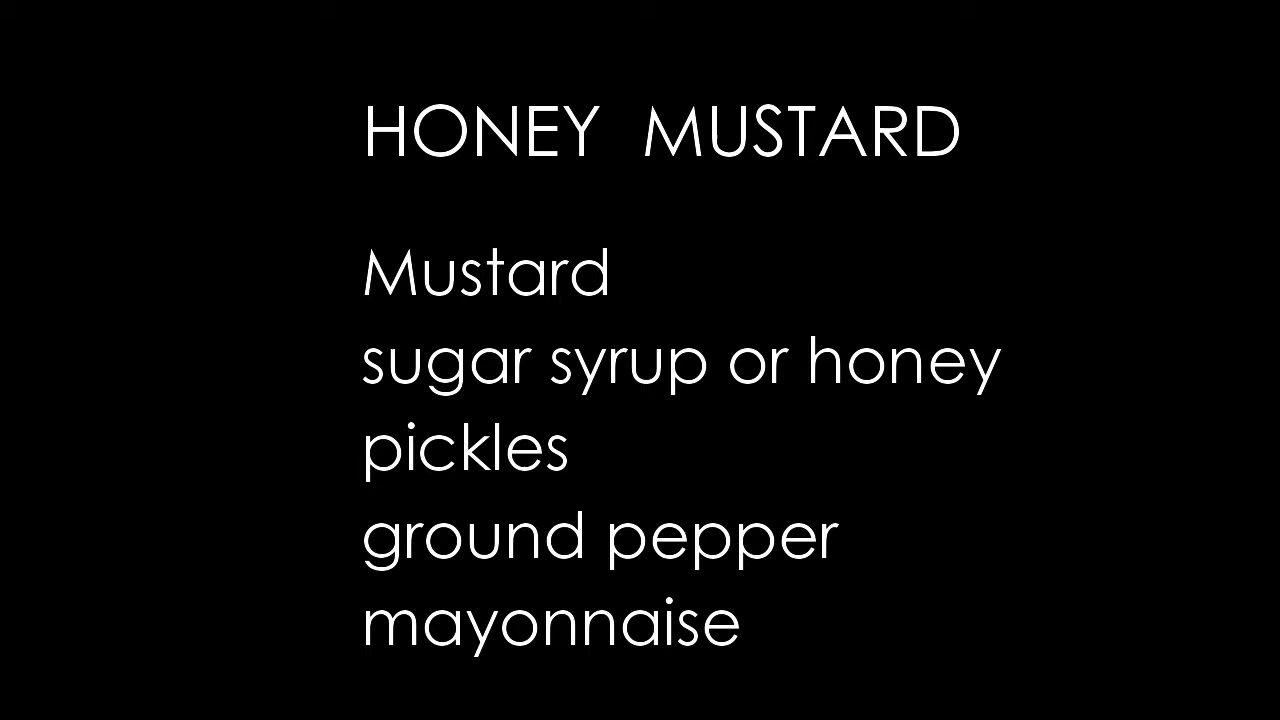 HONEY MUSTARD
Mustard
sugar syrup or honey
pickles
ground pepper
mayonnaise